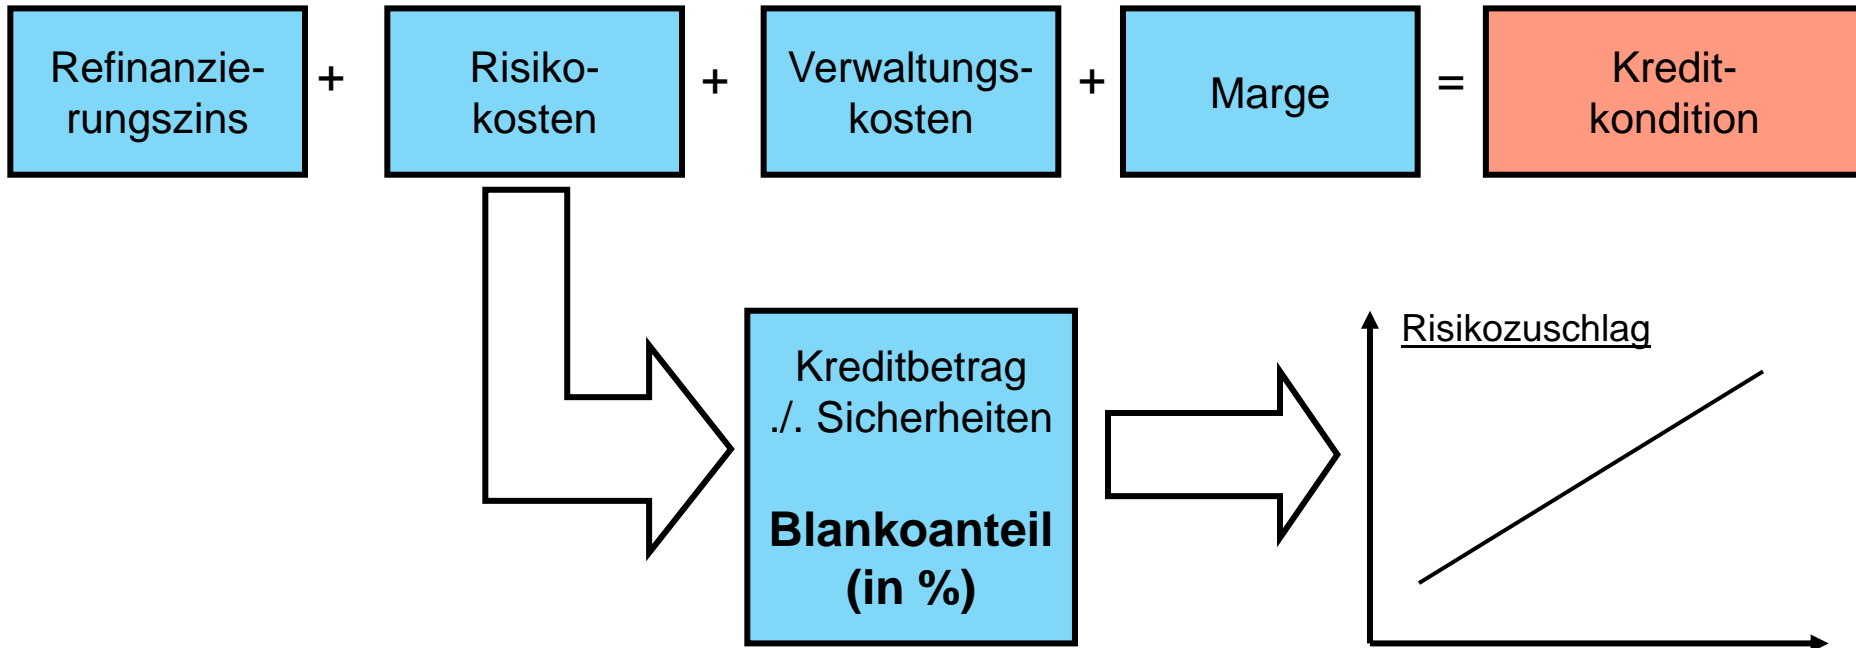 Refinanzie-
rungszins
+
Risiko-
kosten
+
Verwaltungs-
kosten
+
Marge
=
Kredit-
kondition
Kreditbetrag
./. Sicherheiten
Blankoanteil
(in %)
Risikozuschlag